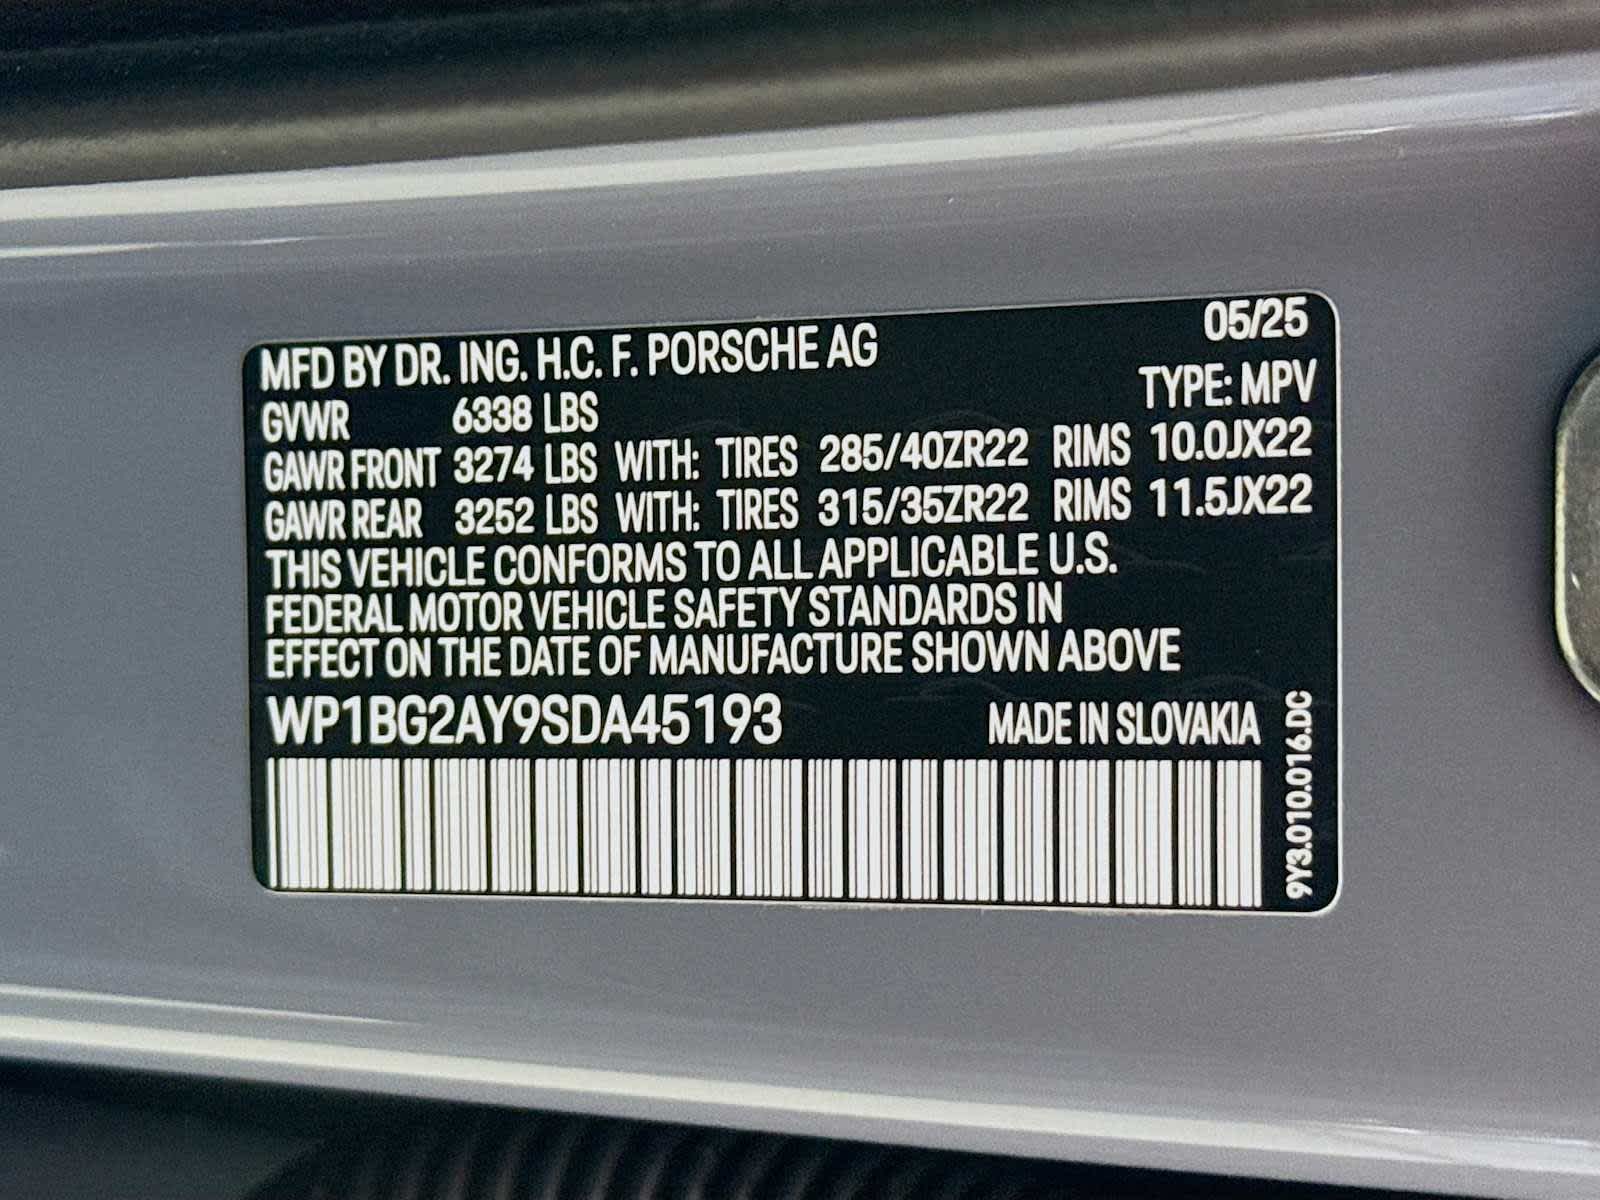 05/25
MFD BY DR. ING. H.C. F. PORSCHE AG
TYPE: MPV
GVWR 6338 LBS
GAWR FRONT 3274 LBS WITH: TIRES 285/40ZR22 RIMS 10.0JX22
GAWR REAR 3252 LBS WITH: TIRES 315/35ZR22 RIMS 11.5JX22
THIS VEHICLE CONFORMS TO ALL APPLICABLE U.S.
FEDERAL MOTOR VEHICLE SAFETY STANDARDS IN
EFFECT ON THE DATE OF MANUFACTURE SHOWN ABOVE
WP1BG2AY9SDA45193 MADE IN SLOVAKIA
9Y3.010.016.DC